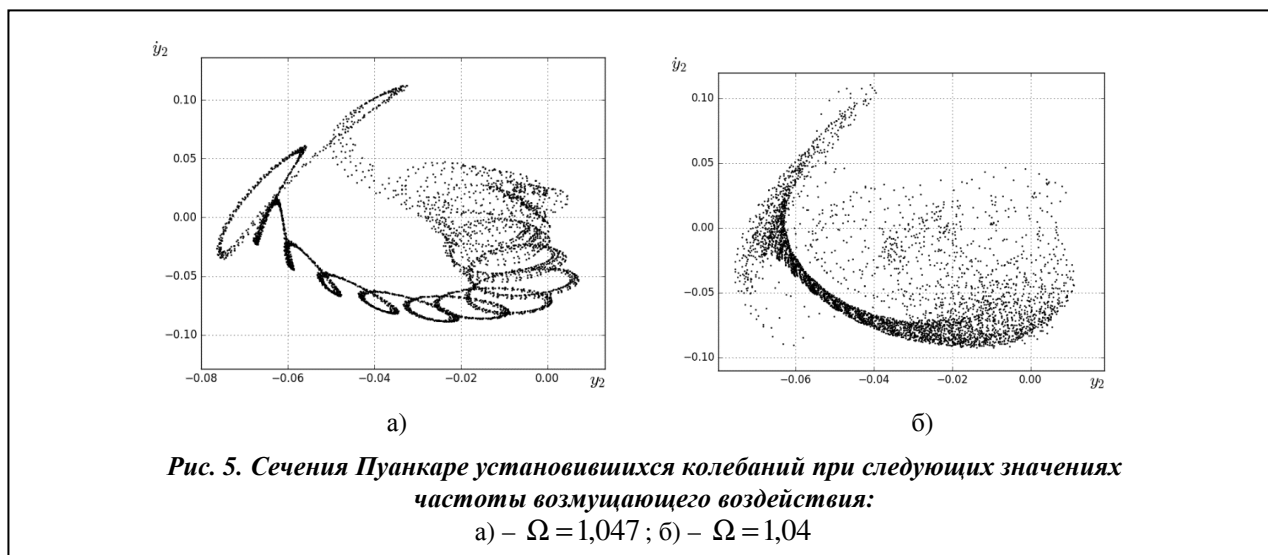 ẏ₂
0.10
0.05
0.00
−0.05
−0.10
−0.08 −0.06 −0.04 −0.02 0.00
y₂
а)
ẏ₂
0.10
0.05
0.00
−0.05
−0.10
−0.06 −0.04 −0.02 0.00
y₂
б)
Рис. 5. Сечения Пуанкаре установившихся колебаний при следующих значениях
частоты возмущающего воздействия:
а) – Ω = 1,047 ; б) – Ω = 1,04